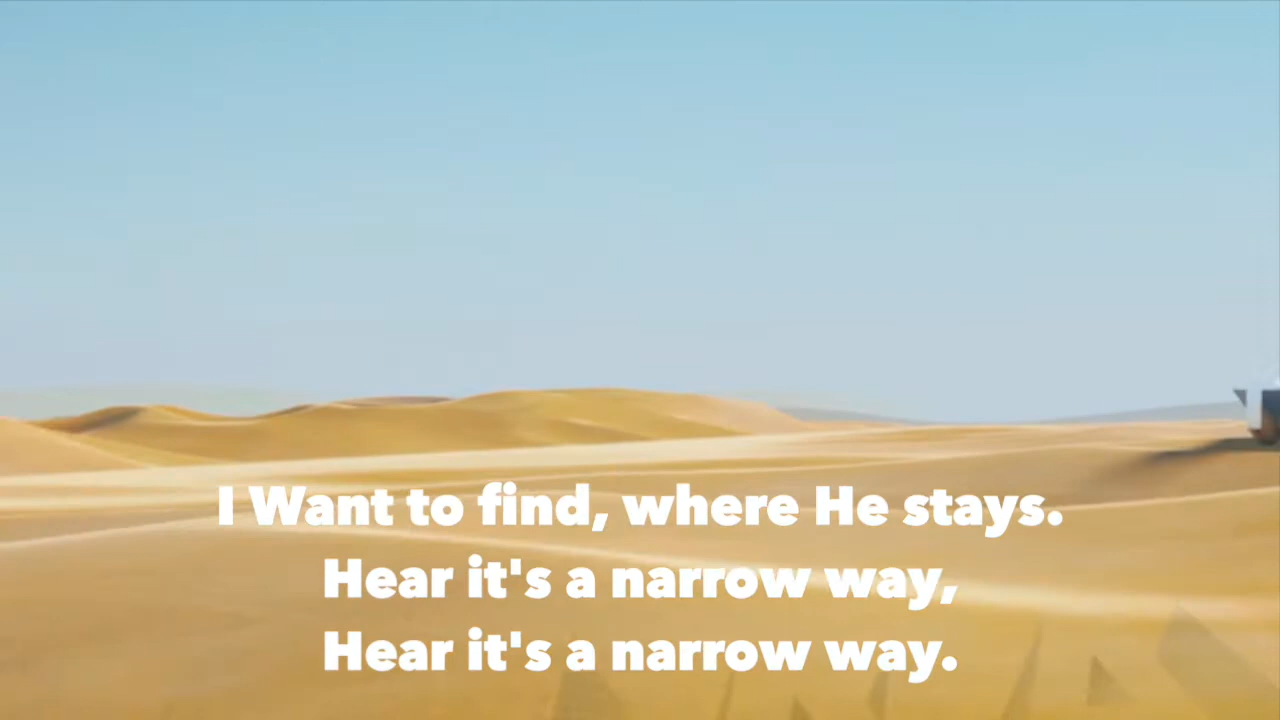 I Want to find, where He stays.
Hear it's a narrow way,
Hear it's a narrow way.